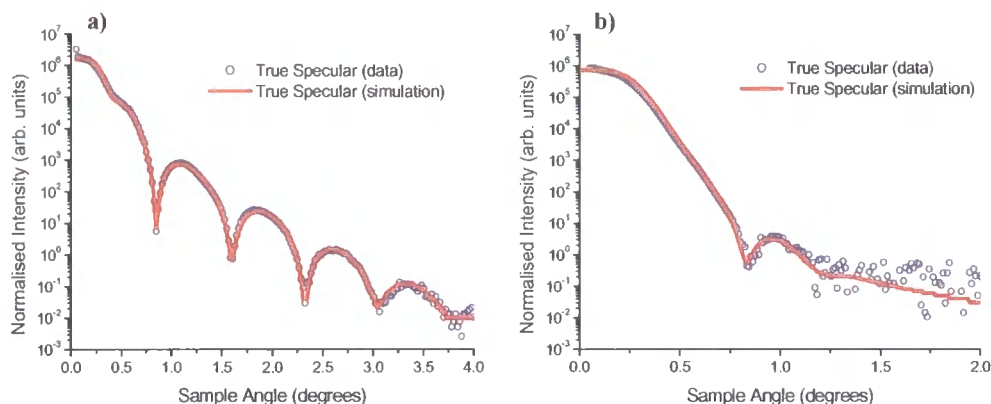 a)
10^7
10^6
10^5
10^4
10^3
10^2
10^1
10^0
10^-1
10^-2
10^-3
Normalised Intensity (arb. units)
True Specular (data)
True Specular (simulation)
0.0 0.5 1.0 1.5 2.0 2.5 3.0 3.5 4.0
Sample Angle (degrees)
b)
10^7
10^6
10^5
10^4
10^3
10^2
10^1
10^0
10^-1
10^-2
10^-3
Normalised Intensity (arb. units)
True Specular (data)
True Specular (simulation)
0.0 0.5 1.0 1.5 2.0
Sample Angle (degrees)